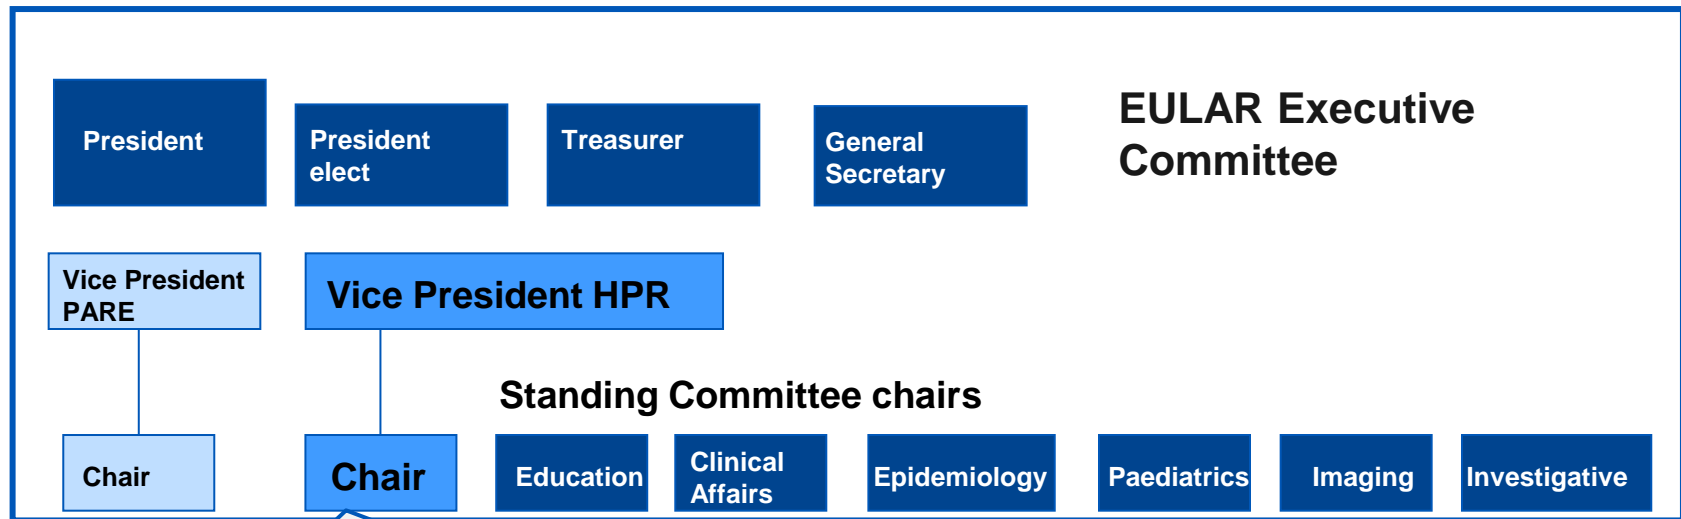 EULAR Executive
Committee
President
President
elect
Treasurer
General
Secretary
Vice President
PARE
Vice President HPR
Standing Committee chairs
Chair
Chair
Education
Clinical
Affairs
Epidemiology
Paediatrics
Imaging
Investigative